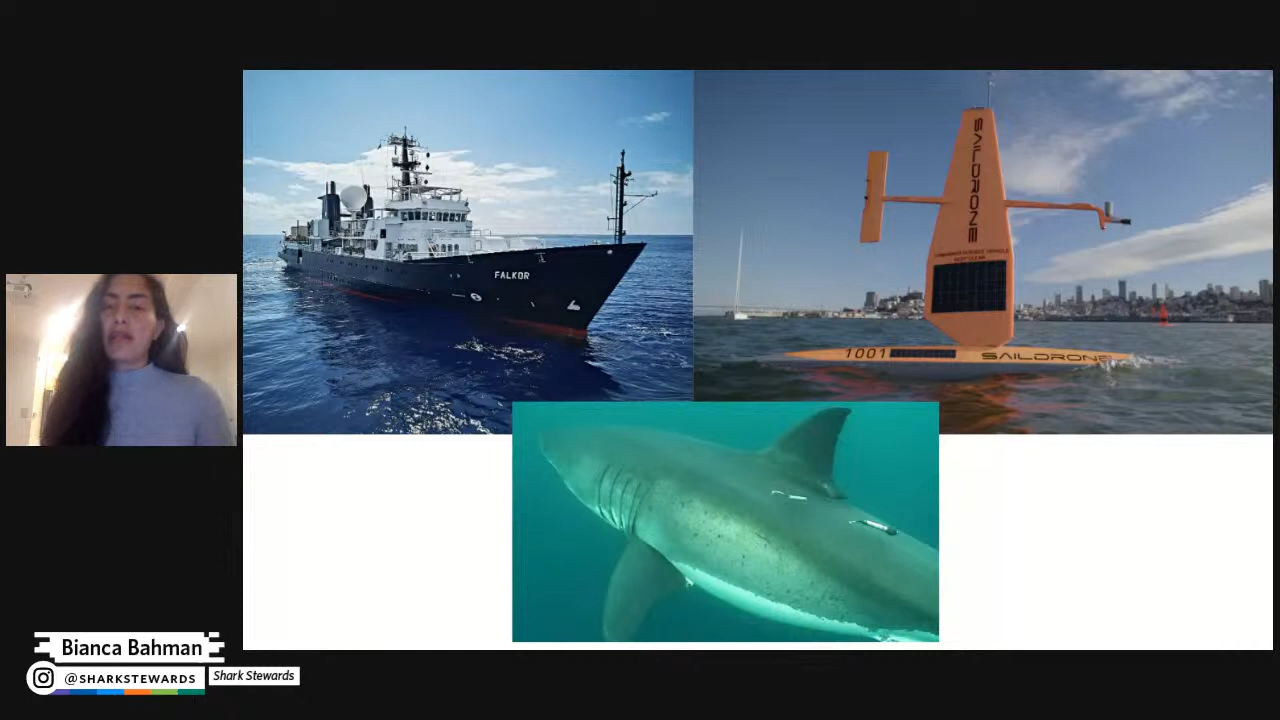 FALKOR
SAILDRONE
1001
SAILDRONE
Bianca Bahman
@SHARKSTEWARDS
Shark Stewards